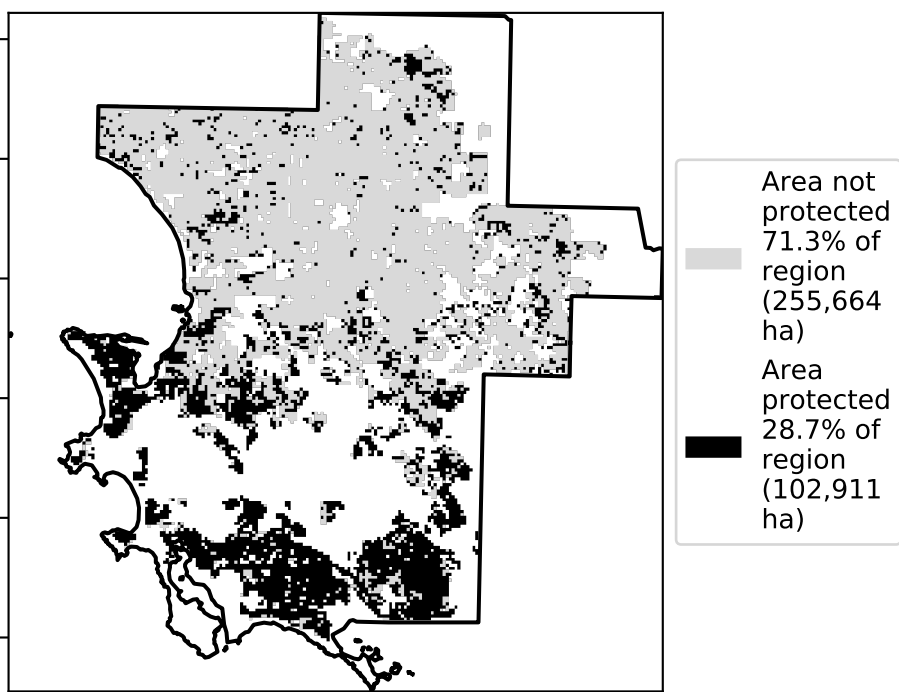 Area not
protected
71.3% of
region
(255,664
ha)
Area
protected
28.7% of
region
(102,911
ha)